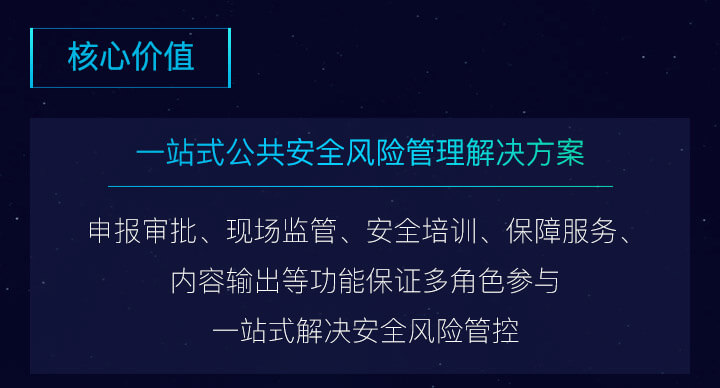 核心价值
一站式公共安全风险管理解决方案
申报审批、现场监管、安全培训、保障服务、
内容输出等功能保证多角色参与
一站式解决安全风险管控